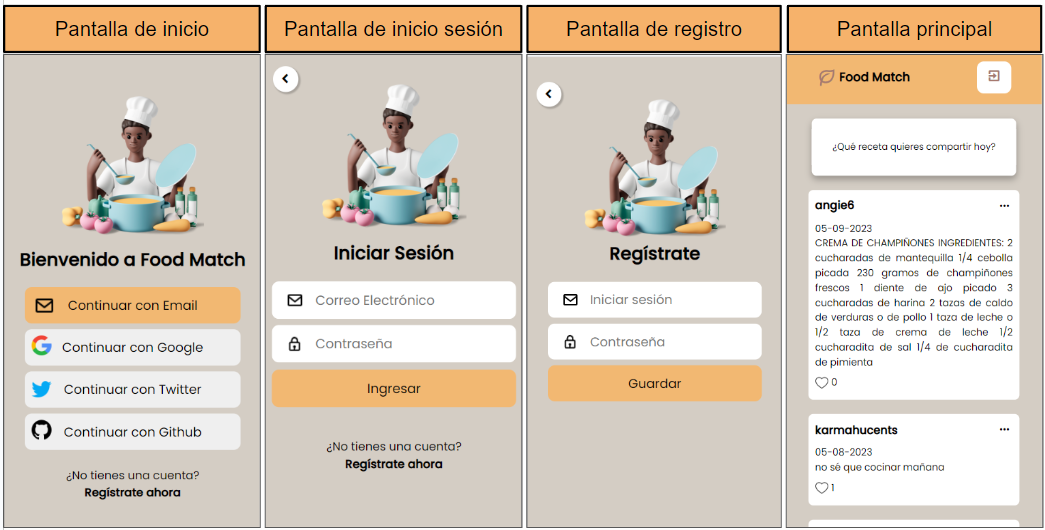 Pantalla de inicio
Bienvenido a Food Match
Continuar con Email
Continuar con Google
Continuar con Twitter
Continuar con Github
¿No tienes una cuenta?
Regístrate ahora
Pantalla de inicio sesión
Iniciar Sesión
Correo Electrónico
Contraseña
Ingresar
¿No tienes una cuenta?
Regístrate ahora
Pantalla de registro
Regístrate
Iniciar sesión
Contraseña
Guardar
Pantalla principal
Food Match
¿Qué receta quieres compartir hoy?
angie6
05-09-2023
CREMA DE CHAMPIÑONES INGREDIENTES: 2
cucharadas de mantequilla 1/4 cebolla
picada 230 gramos de champiñones
frescos 1 diente de ajo picado 3
cucharadas de harina 2 tazas de caldo
de verduras o de pollo 1 taza de leche o
1/2 taza de crema de leche 1/2
cucharadita de sal 1/4 de cucharadita
de pimienta
0
karmahucents
05-08-2023
no sé que cocinar mañana
1